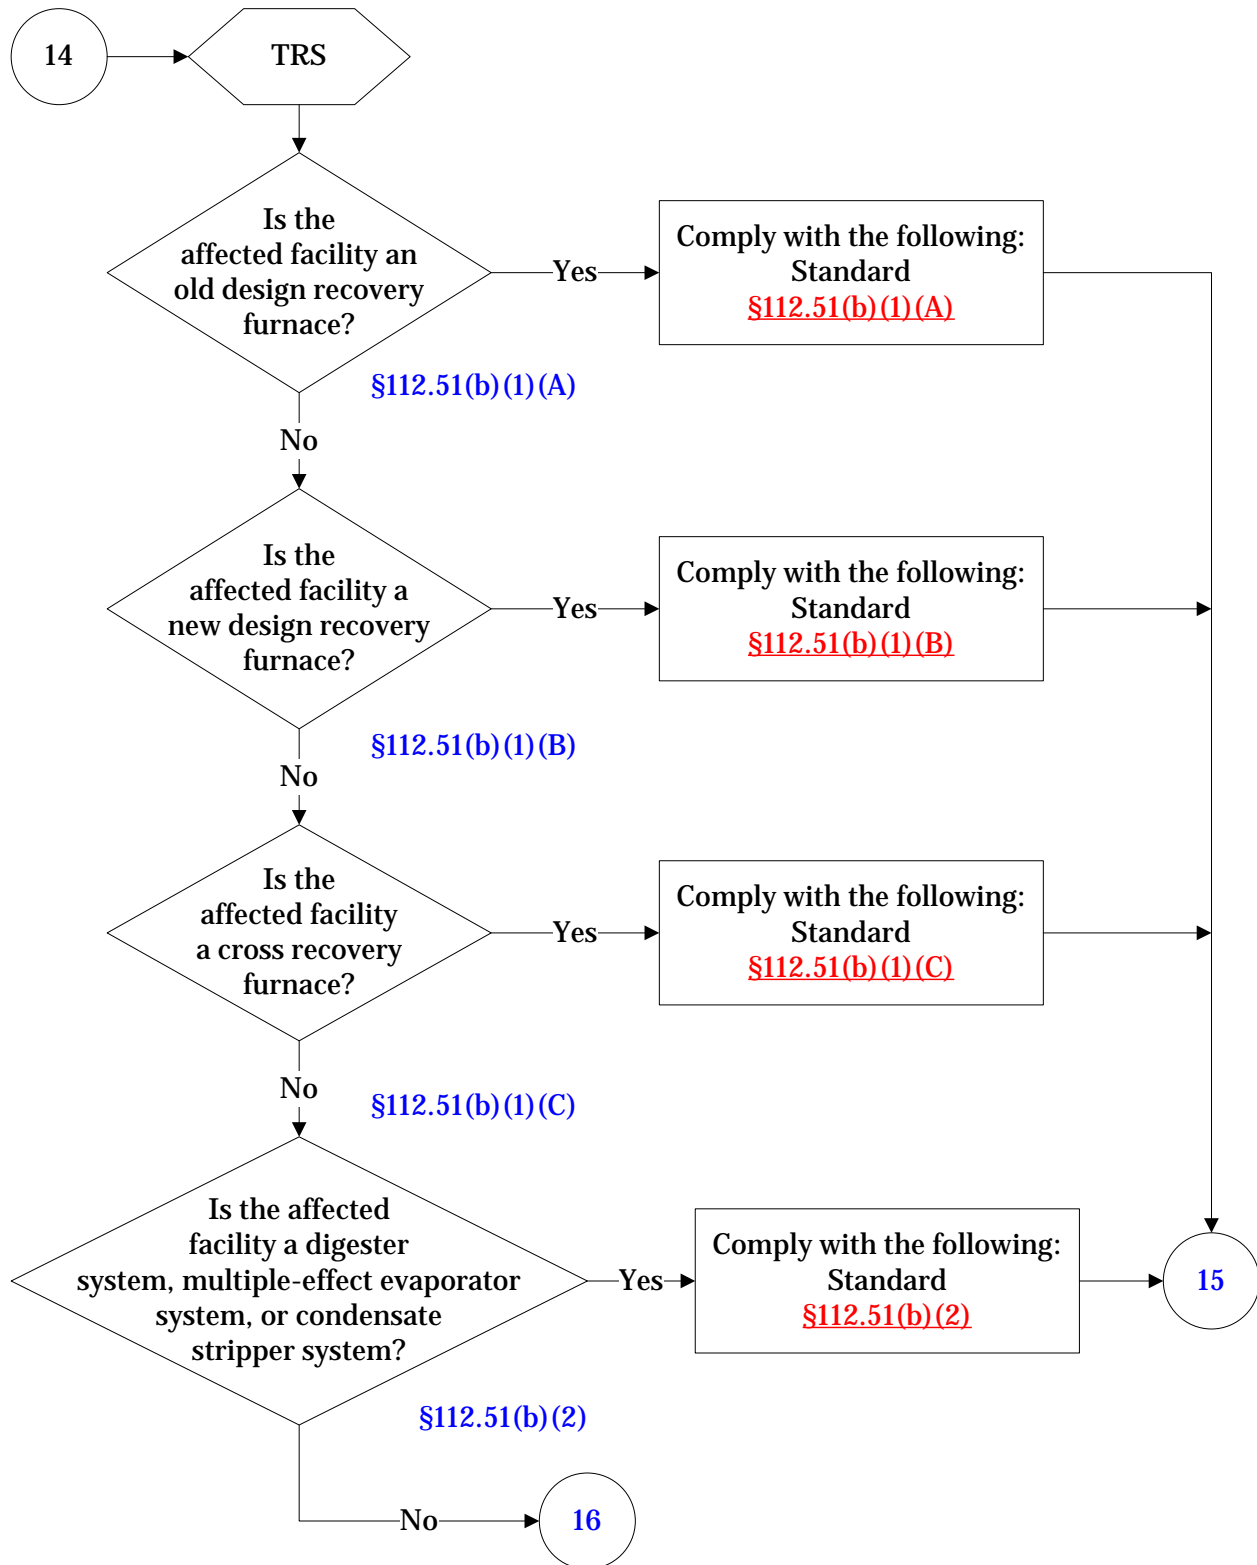 14
TRS
Is the
affected facility an
old design recovery
furnace?
Yes
Comply with the following:
Standard
§112.51(b)(1)(A)
§112.51(b)(1)(A)
No
Is the
affected facility a
new design recovery
furnace?
Yes
Comply with the following:
Standard
§112.51(b)(1)(B)
§112.51(b)(1)(B)
No
Is the
affected facility
a cross recovery
furnace?
Yes
Comply with the following:
Standard
§112.51(b)(1)(C)
No
§112.51(b)(1)(C)
Is the affected
facility a digester
system, multiple-effect evaporator
system, or condensate
stripper system?
Yes
Comply with the following:
Standard
§112.51(b)(2)
15
§112.51(b)(2)
No
16